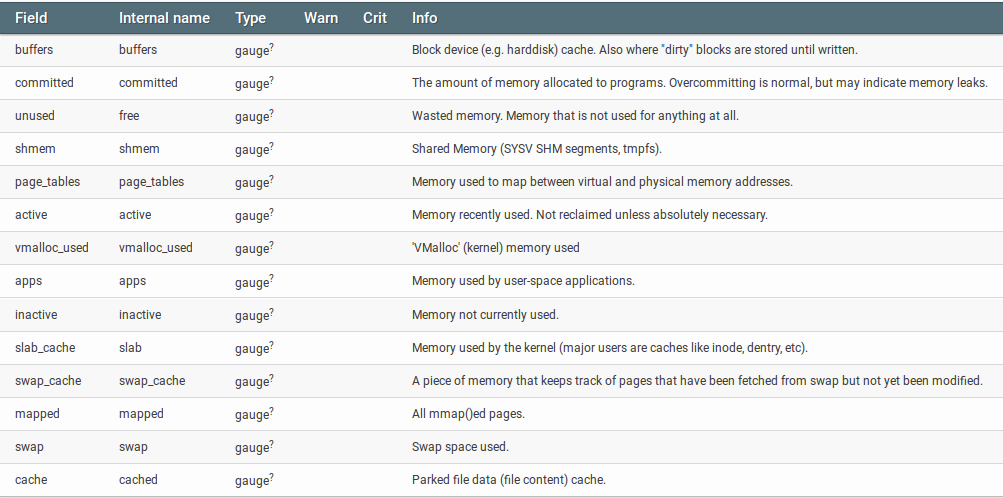 Field Internal name Type Warn Crit Info
buffers buffers gauge? Block device (e.g. harddisk) cache. Also where "dirty" blocks are stored until written.
committed committed gauge? The amount of memory allocated to programs. Overcommitting is normal, but may indicate memory leaks.
unused free gauge? Wasted memory. Memory that is not used for anything at all.
shmem shmem gauge? Shared Memory (SYSV SHM segments, tmpfs).
page_tables page_tables gauge? Memory used to map between virtual and physical memory addresses.
active active gauge? Memory recently used. Not reclaimed unless absolutely necessary.
vmalloc_used vmalloc_used gauge? 'VMalloc' (kernel) memory used
apps apps gauge? Memory used by user-space applications.
inactive inactive gauge? Memory not currently used.
slab_cache slab gauge? Memory used by the kernel (major users are caches like inode, dentry, etc).
swap_cache swap_cache gauge? A piece of memory that keeps track of pages that have been fetched from swap but not yet been modified.
mapped mapped gauge? All mmap()ed pages.
swap swap gauge? Swap space used.
cache cached gauge? Parked file data (file content) cache.